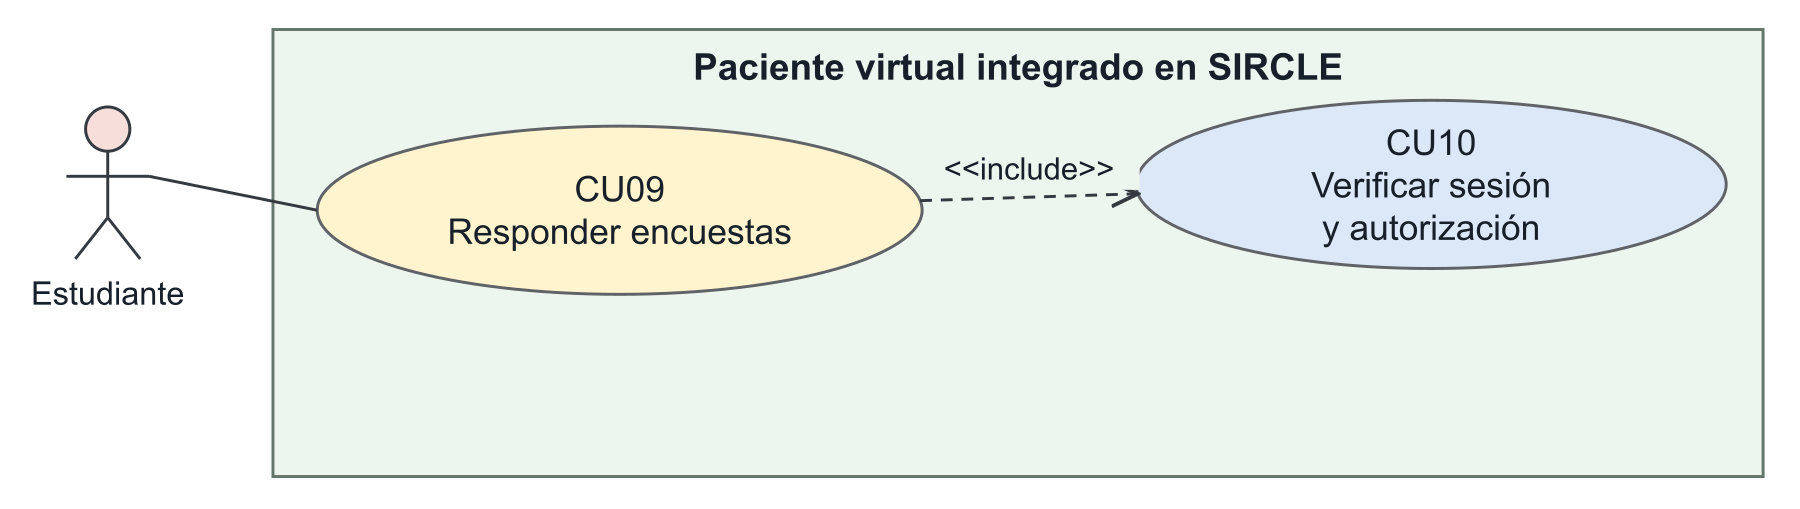 Paciente virtual integrado en SIRCLE
CU09
Responder encuestas
<<include>>
CU10
Verificar sesión
y autorización
Estudiante